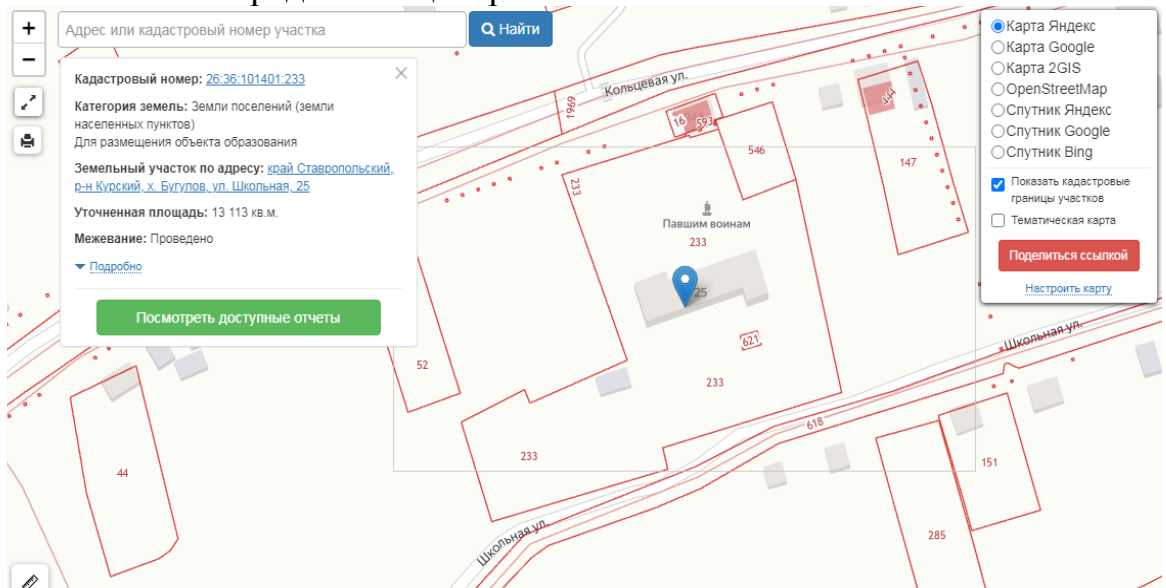 +
−
Адрес или кадастровый номер участка
Найти
Кадастровый номер: 26:36:101401:233
Категория земель: Земли поселений (земли
населенных пунктов)
Для размещения объекта образования
Земельный участок по адресу: край Ставропольский,
р-н Курский, х. Бугулов, ул. Школьная, 25
Уточненная площадь: 13 113 кв.м.
Межевание: Проведено
Подробно
Посмотреть доступные отчеты
Карта Яндекс
Карта Google
Карта 2GIS
OpenStreetMap
Спутник Яндекс
Спутник Google
Спутник Bing
Показать кадастровые
границы участков
Тематическая карта
Поделиться ссылкой
Настроить карту
Кольцевая ул.
1969
593
444
546
147
233
Павшим воинам
233
25
621
Школьная ул.
52
233
618
233
151
44
285
Школьная ул.